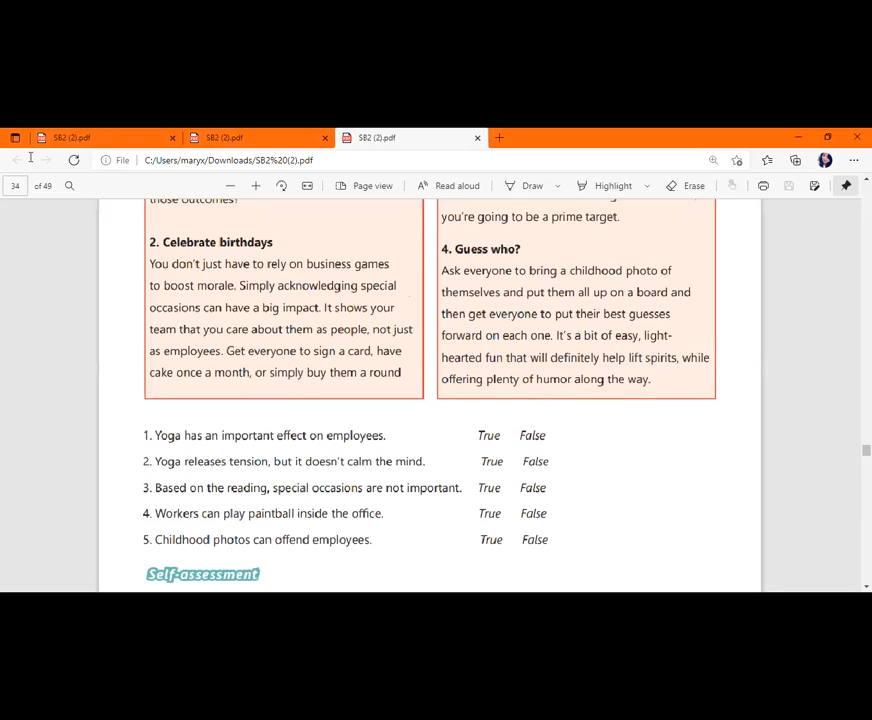 SB2 (2).pdf
SB2 (2).pdf
SB2 (2).pdf
File
C:/Users/maryx/Downloads/SB2%20(2).pdf
34 of 49
Page view
Read aloud
Draw
Highlight
Erase
those outcomes!
2. Celebrate birthdays
You don't just have to rely on business games
to boost morale. Simply acknowledging special
occasions can have a big impact. It shows your
team that you care about them as people, not just
as employees. Get everyone to sign a card, have
cake once a month, or simply buy them a round
you're going to be a prime target.
4. Guess who?
Ask everyone to bring a childhood photo of
themselves and put them all up on a board and
then get everyone to put their best guesses
forward on each one. It's a bit of easy, light-
hearted fun that will definitely help lift spirits, while
offering plenty of humor along the way.
1. Yoga has an important effect on employees. True False
2. Yoga releases tension, but it doesn't calm the mind. True False
3. Based on the reading, special occasions are not important. True False
4. Workers can play paintball inside the office. True False
5. Childhood photos can offend employees. True False
Self-assessment